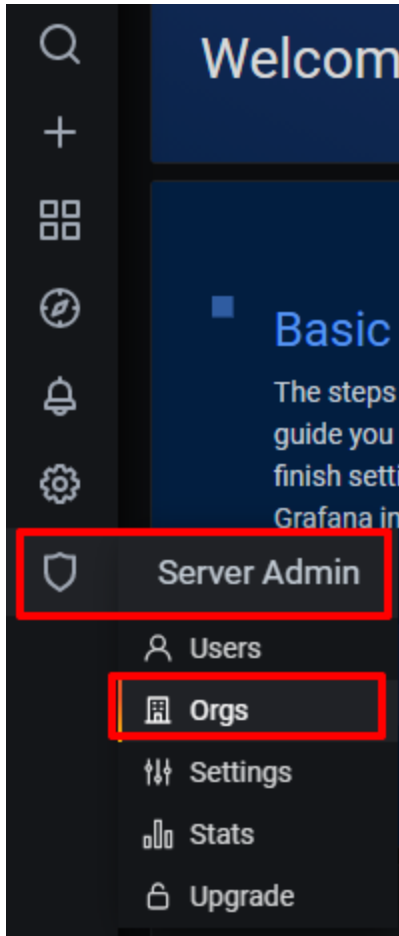 Welcom
Basic
The steps
guide you
finish setti
Grafana in
Server Admin
Users
Orgs
Settings
Stats
Upgrade